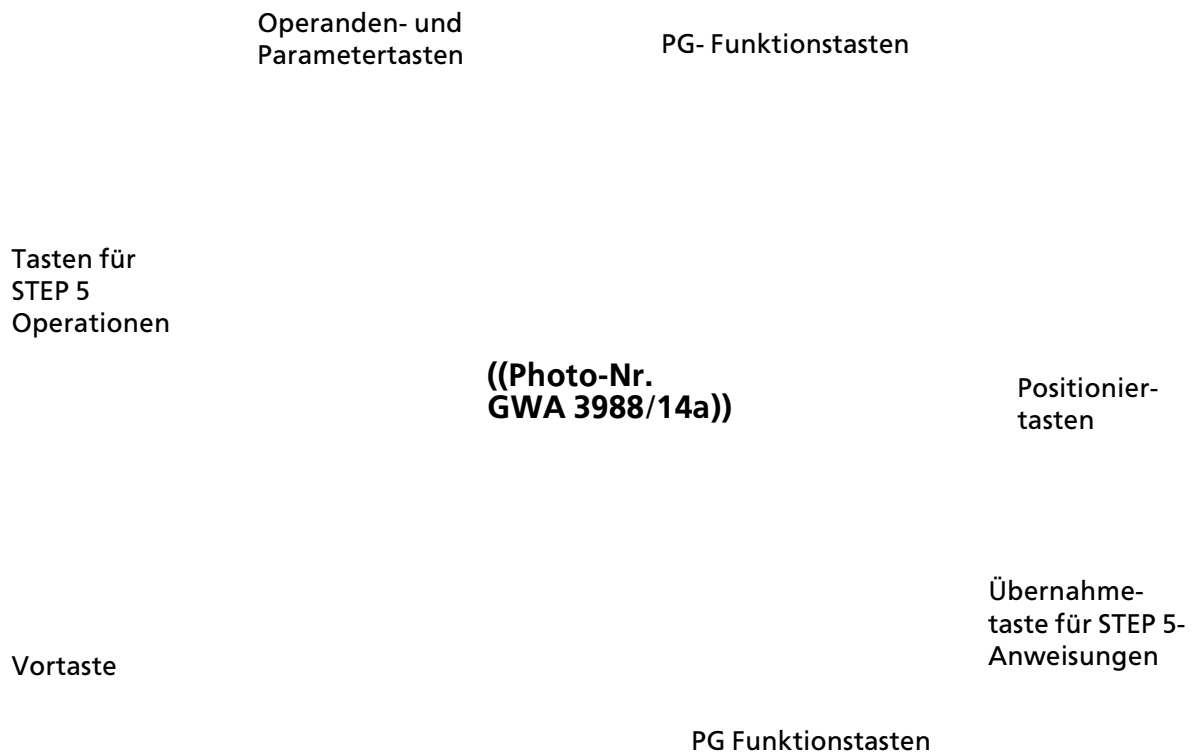 Operanden- und
Parametertasten
PG- Funktionstasten
Tasten für
STEP 5
Operationen
((Photo-Nr.
GWA 3988/14a))
Positionier-
tasten
Übernahme-
taste für STEP 5-
Anweisungen
Vortaste
PG Funktionstasten